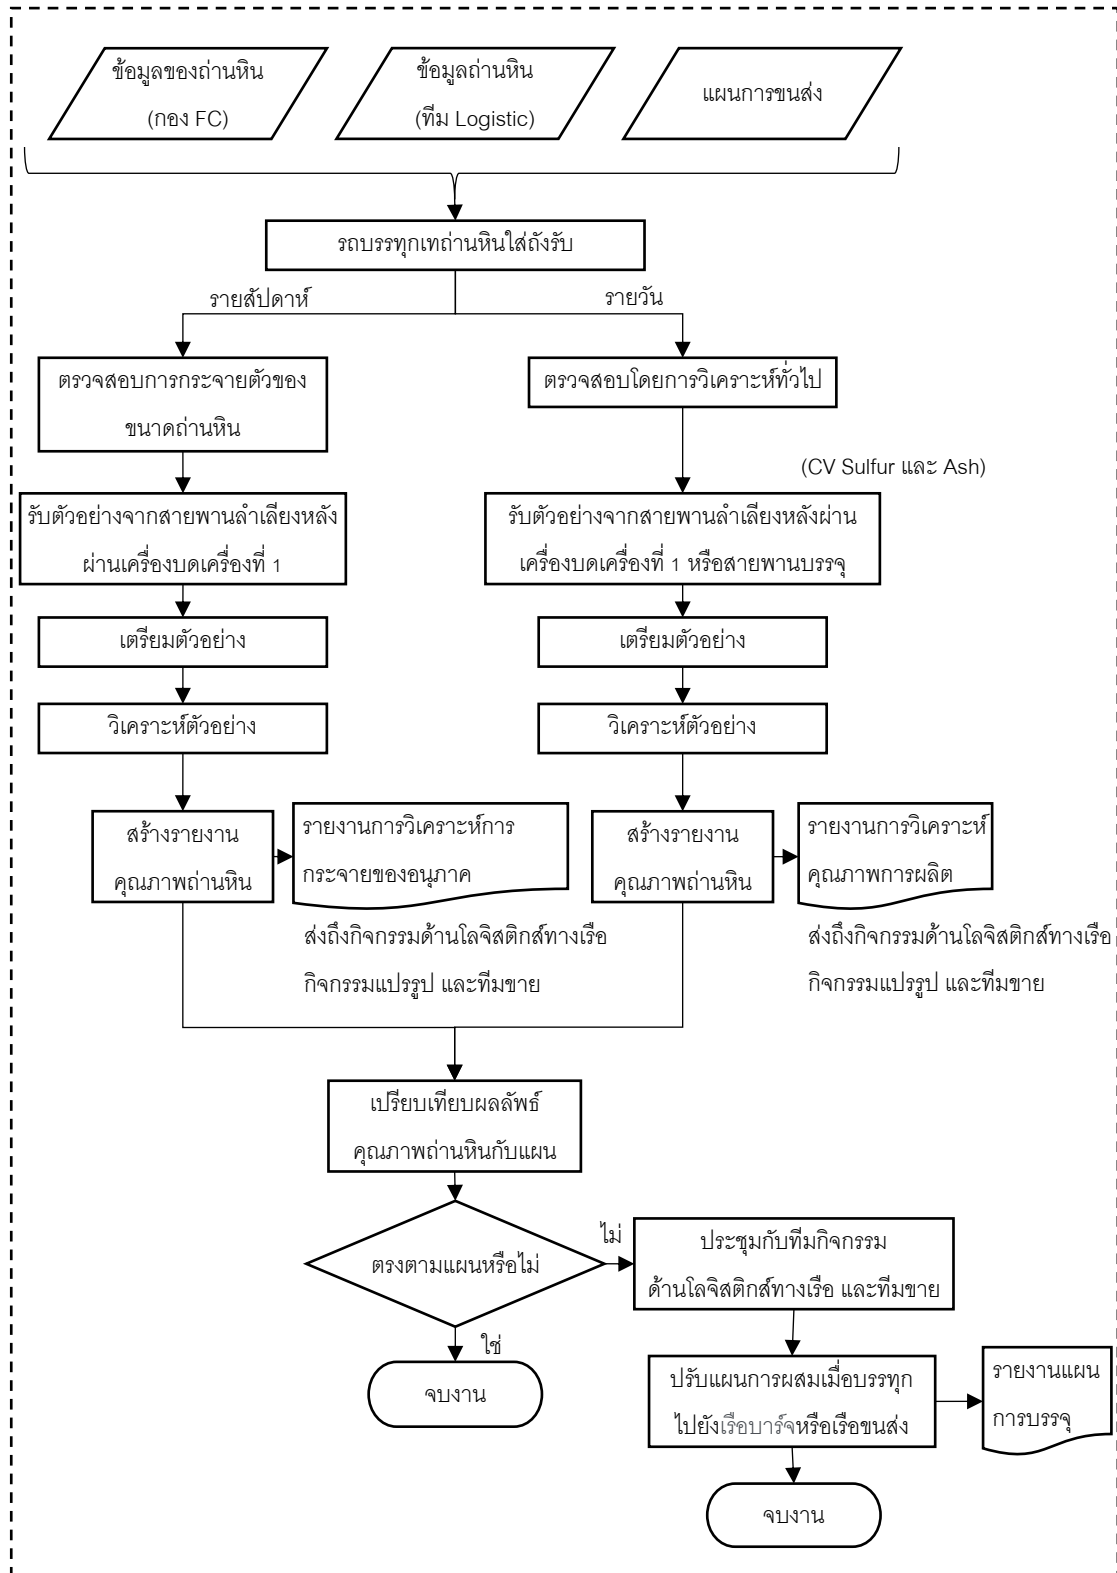 ข้อมูลของถ่านหิน
(กอง FC)
ข้อมูลถ่านหิน
(ทีม Logistic)
แผนการขนส่ง
รถบรรทุกเทถ่านหินใส่ถังรับ
รายสัปดาห์
รายวัน
ตรวจสอบการกระจายตัวของ
ขนาดถ่านหิน
ตรวจสอบโดยการวิเคราะห์ทั่วไป
(CV Sulfur และ Ash)
รับตัวอย่างจากสายพานลำเลียงหลัง
ผ่านเครื่องบดเครื่องที่ 1
รับตัวอย่างจากสายพานลำเลียงหลังผ่าน
เครื่องบดเครื่องที่ 1 หรือสายพานบรรจุ
เตรียมตัวอย่าง
เตรียมตัวอย่าง
วิเคราะห์ตัวอย่าง
วิเคราะห์ตัวอย่าง
สร้างรายงาน
คุณภาพถ่านหิน
รายงานการวิเคราะห์การ
กระจายของอนุภาค
สร้างรายงาน
คุณภาพถ่านหิน
รายงานการวิเคราะห์
คุณภาพการผลิต
ส่งถึงกิจกรรมด้านโลจิสติกส์ทางเรือ
กิจกรรมแปรรูป และทีมขาย
ส่งถึงกิจกรรมด้านโลจิสติกส์ทางเรือ
กิจกรรมแปรรูป และทีมขาย
เปรียบเทียบผลลัพธ์
คุณภาพถ่านหินกับแผน
ตรงตามแผนหรือไม่
ไม่
ประชุมกับทีมกิจกรรม
ด้านโลจิสติกส์ทางเรือ และทีมขาย
ใช่
จบงาน
ปรับแผนการผสมเมื่อบรรทุก
ไปยังเรือบาร์จหรือเรือขนส่ง
รายงานแผน
การบรรจุ
จบงาน